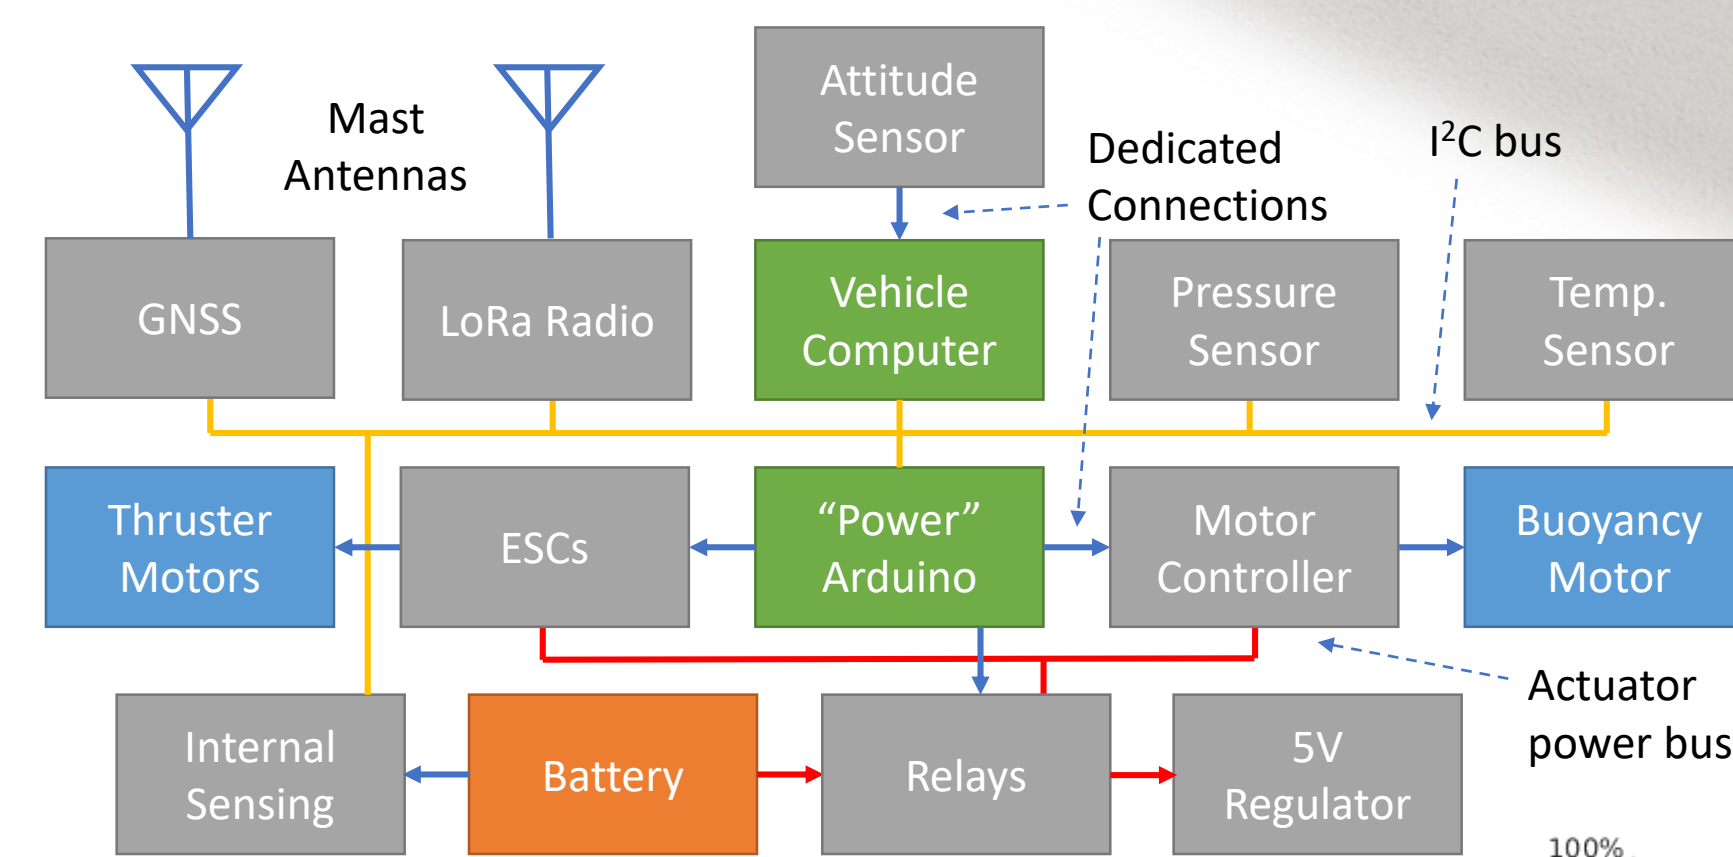 Attitude
Sensor
Mast
Antennas
Dedicated
Connections
I²C bus
GNSS
LoRa Radio
Vehicle
Computer
Pressure
Sensor
Temp.
Sensor
Thruster
Motors
ESCs
“Power”
Arduino
Motor
Controller
Buoyancy
Motor
Actuator
power bus
Internal
Sensing
Battery
Relays
5V
Regulator
100%